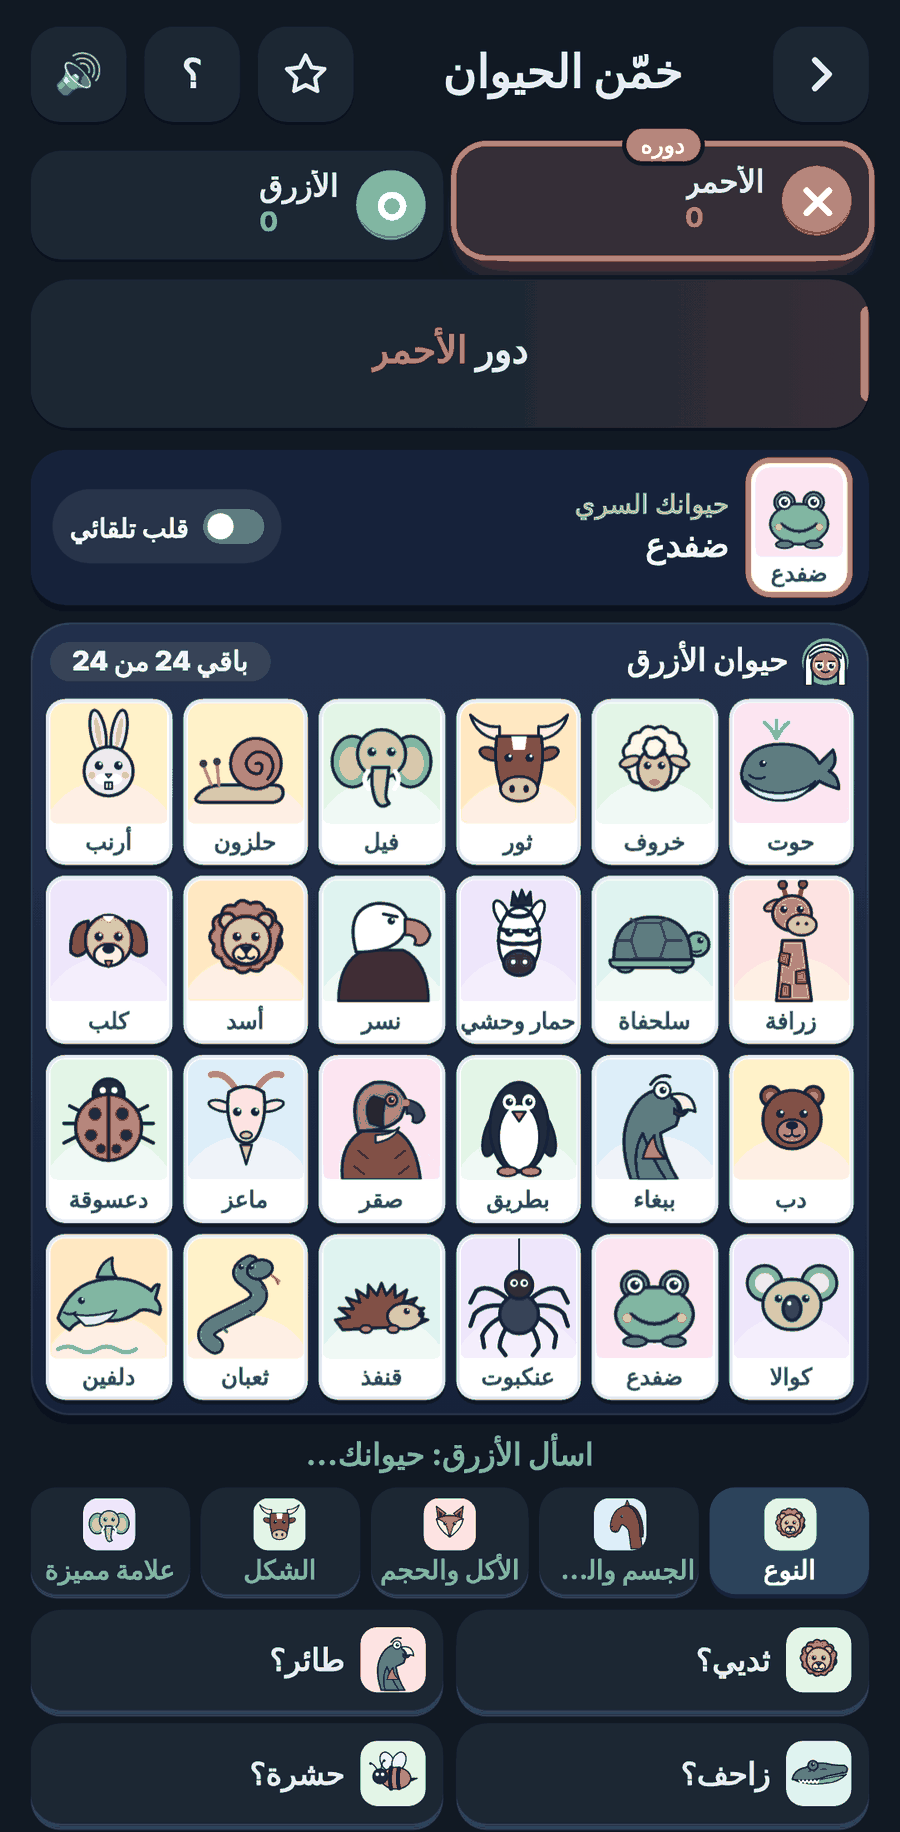 خمّن الحيوان
؟
دوره
الأحمر
0
الأزرق
0
دور الأحمر
حيوانك السري
ضفدع
ضفدع
قلب تلقائي
حيوان الأزرق
باقي 24 من 24
حوت
خروف
ثور
فيل
حلزون
أرنب
زرافة
سلحفاة
حمار وحشي
نسر
أسد
كلب
دب
ببغاء
بطريق
صقر
ماعز
دعسوقة
كوالا
ضفدع
عنكبوت
قنفذ
ثعبان
دلفين
اسأل الأزرق: حيوانك...
النوع
الجسم وال...
الأكل والحجم
الشكل
علامة مميزة
ثديي؟
طائر؟
زاحف؟
حشرة؟